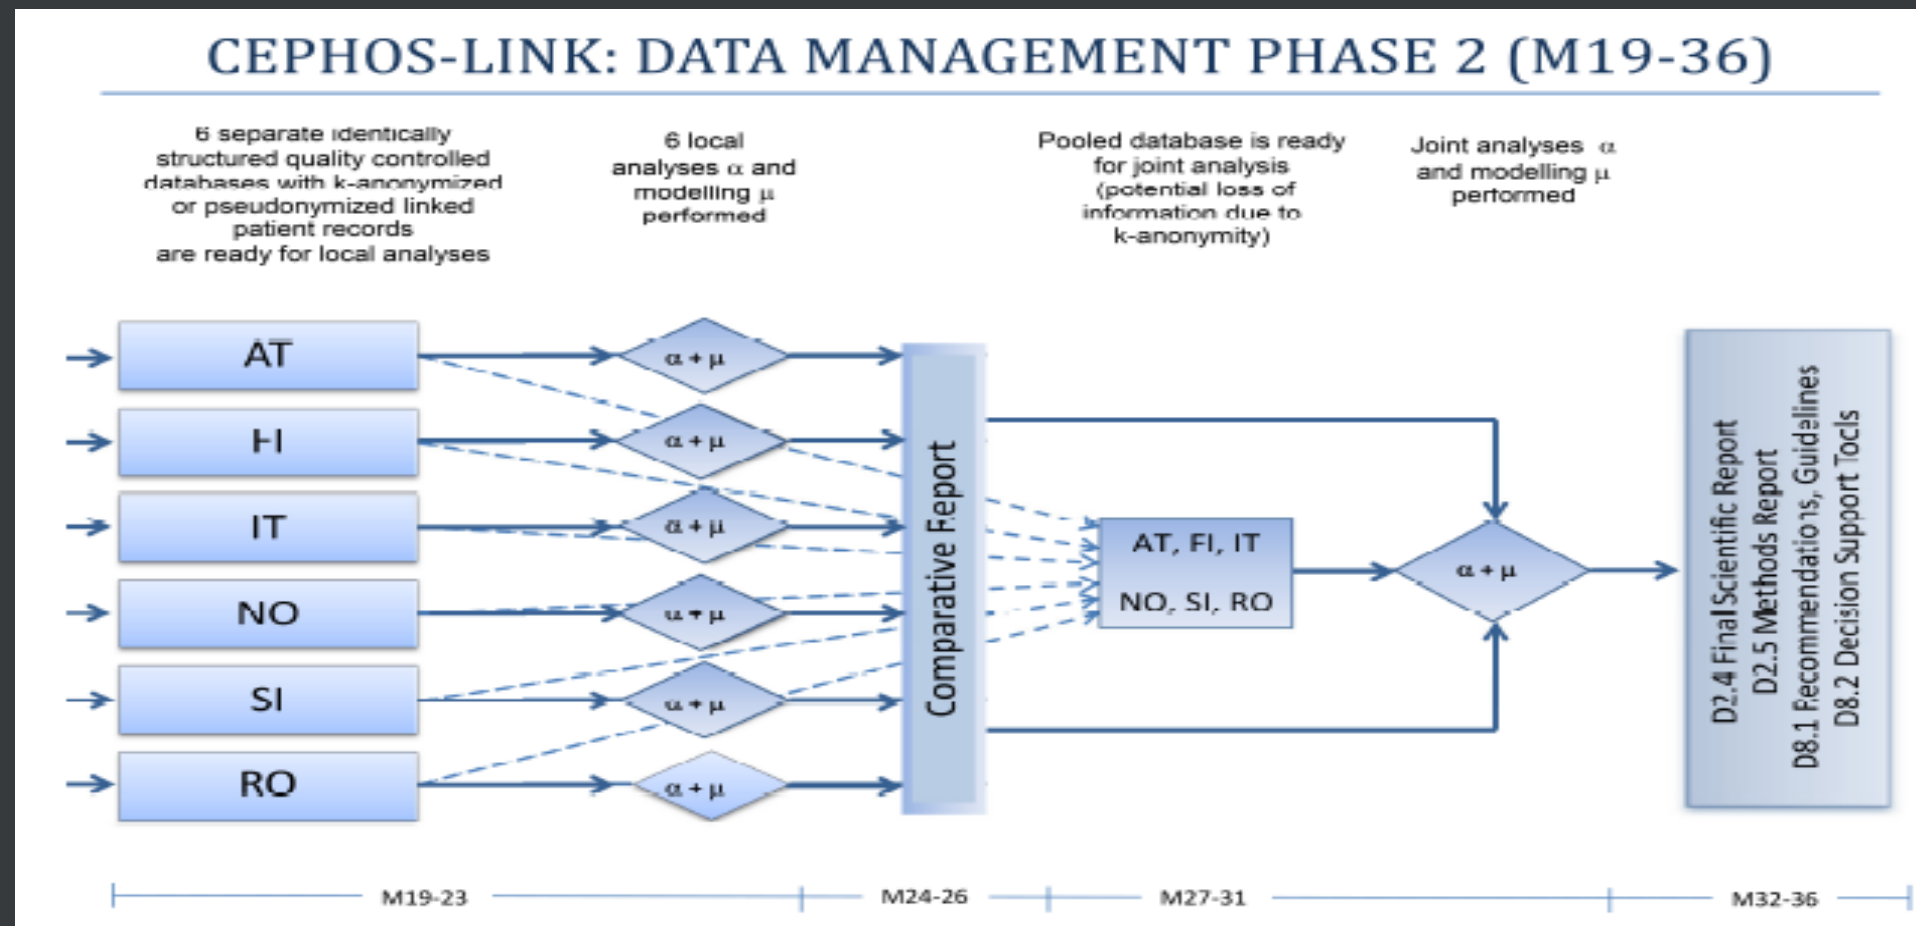 CEPHOS-LINK: DATA MANAGEMENT PHASE 2 (M19-36)
6 separate identically
structured quality controlled
databases with k-anonymized
or pseudonymized linked
patient records
are ready for local analyses
6 local
analyses α and
modelling μ
performed
Pooled database is ready
for joint analysis
(potential loss of
information due to
k-anonymity)
Joint analyses α
and modelling μ
performed
AT
α + μ
FI
α + μ
IT
α + μ
NO
α + μ
SI
α + μ
RO
α + μ
Comparative Report
AT, FI, IT
NO, SI, RO
α + μ
D2.4 Final Scientific Report
D2.5 Methods Report
D8.1 Recommendations, Guidelines
D8.2 Decision Support Tools
M19-23
M24-26
M27-31
M32-36